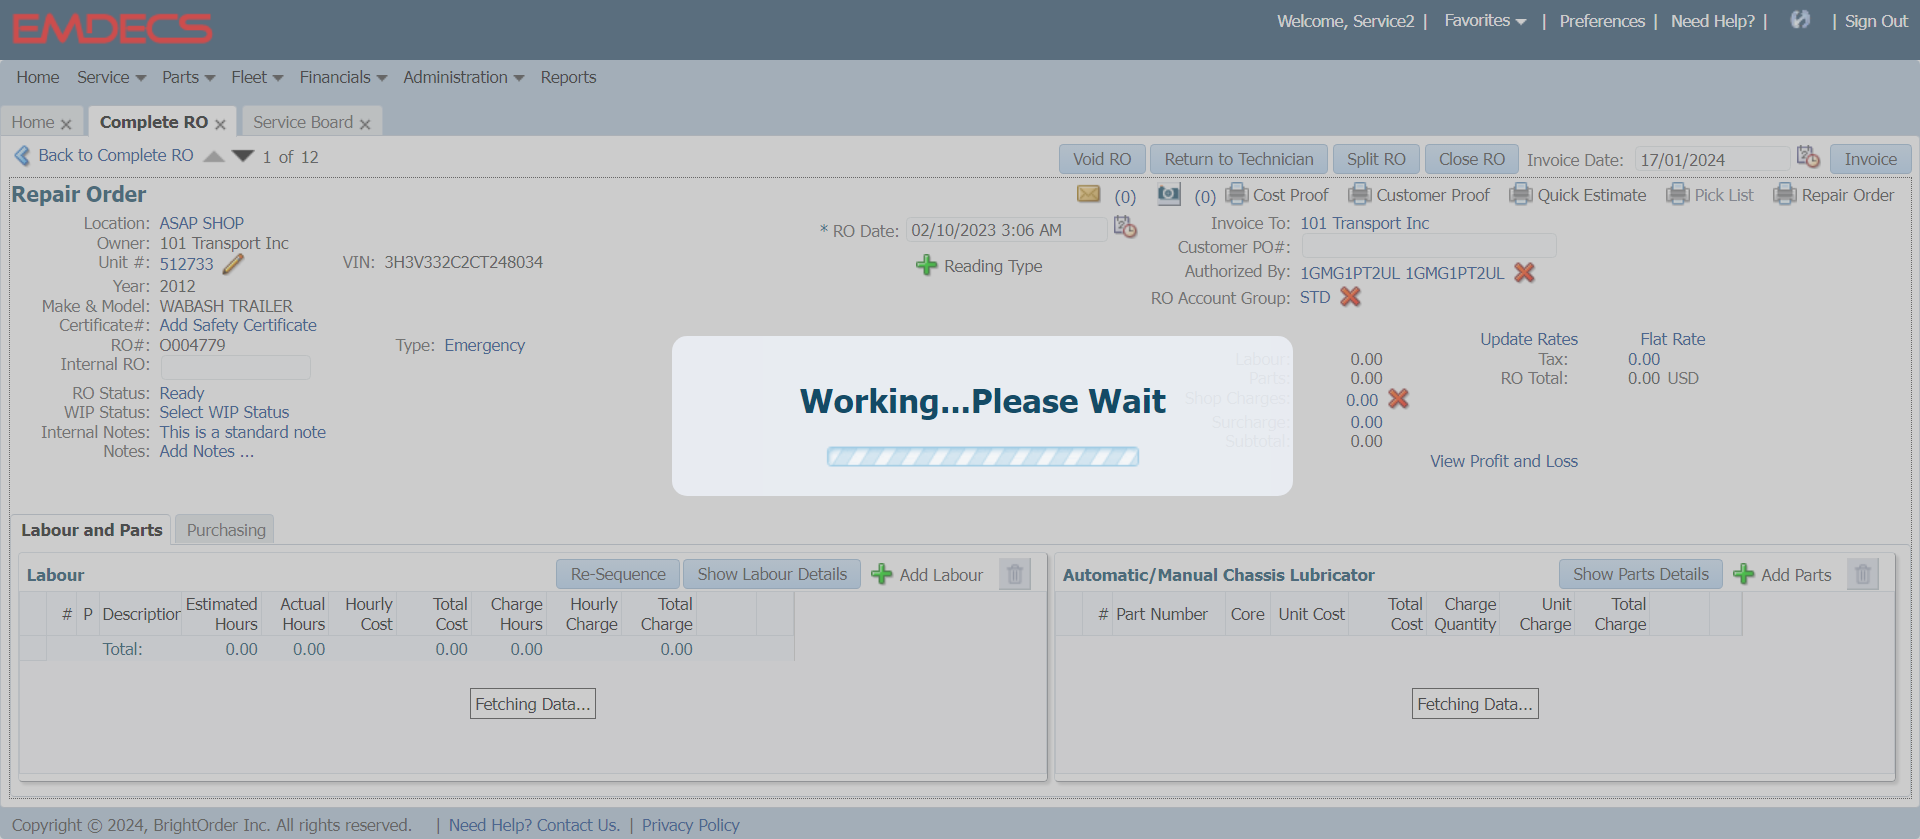 EMDECS
Welcome, Service2 | Favorites | Preferences | Need Help? | | Sign Out
Home Service Parts Fleet Financials Administration Reports
Home Complete RO Service Board
Back to Complete RO 1 of 12 Void RO Return to Technician Split RO Close RO Invoice Date: 17/01/2024 Invoice
Repair Order (0) (0) Cost Proof Customer Proof Quick Estimate Pick List Repair Order
Location: ASAP SHOP * RO Date: 02/10/2023 3:06 AM Invoice To: 101 Transport Inc
Owner: 101 Transport Inc Customer PO#:
Unit #: 512733 VIN: 3H3V332C2CT248034 Reading Type Authorized By: 1GMG1PT2UL 1GMG1PT2UL
Year: 2012
Make & Model: WABASH TRAILER RO Account Group: STD
Certificate#: Add Safety Certificate
RO#: O004779 Type: Emergency Update Rates Flat Rate
Internal RO: Labour: 0.00 Tax: 0.00
Parts: 0.00 RO Total: 0.00 USD
RO Status: Ready Shop Charges: 0.00
WIP Status: Select WIP Status Surcharge: 0.00
Internal Notes: This is a standard note Subtotal: 0.00
Notes: Add Notes ... View Profit and Loss
Working...Please Wait
Labour and Parts Purchasing
Labour Re-Sequence Show Labour Details Add Labour
# P Description Estimated Hours Actual Hours Hourly Cost Total Cost Charge Hours Hourly Charge Total Charge
Total: 0.00 0.00 0.00 0.00 0.00
Fetching Data...
Automatic/Manual Chassis Lubricator Show Parts Details Add Parts
# Part Number Core Unit Cost Total Cost Charge Quantity Unit Charge Total Charge
Fetching Data...
Copyright © 2024, BrightOrder Inc. All rights reserved. | Need Help? Contact Us. | Privacy Policy